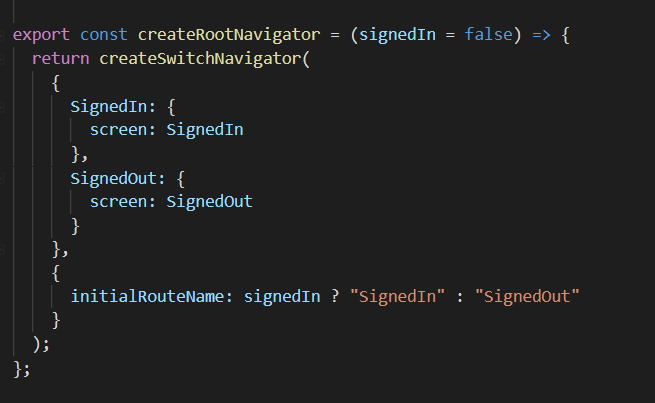 export const createRootNavigator = (signedIn = false) => {
return createSwitchNavigator(
{
SignedIn: {
screen: SignedIn
},
SignedOut: {
screen: SignedOut
}
},
{
initialRouteName: signedIn ? "SignedIn" : "SignedOut"
}
);
};